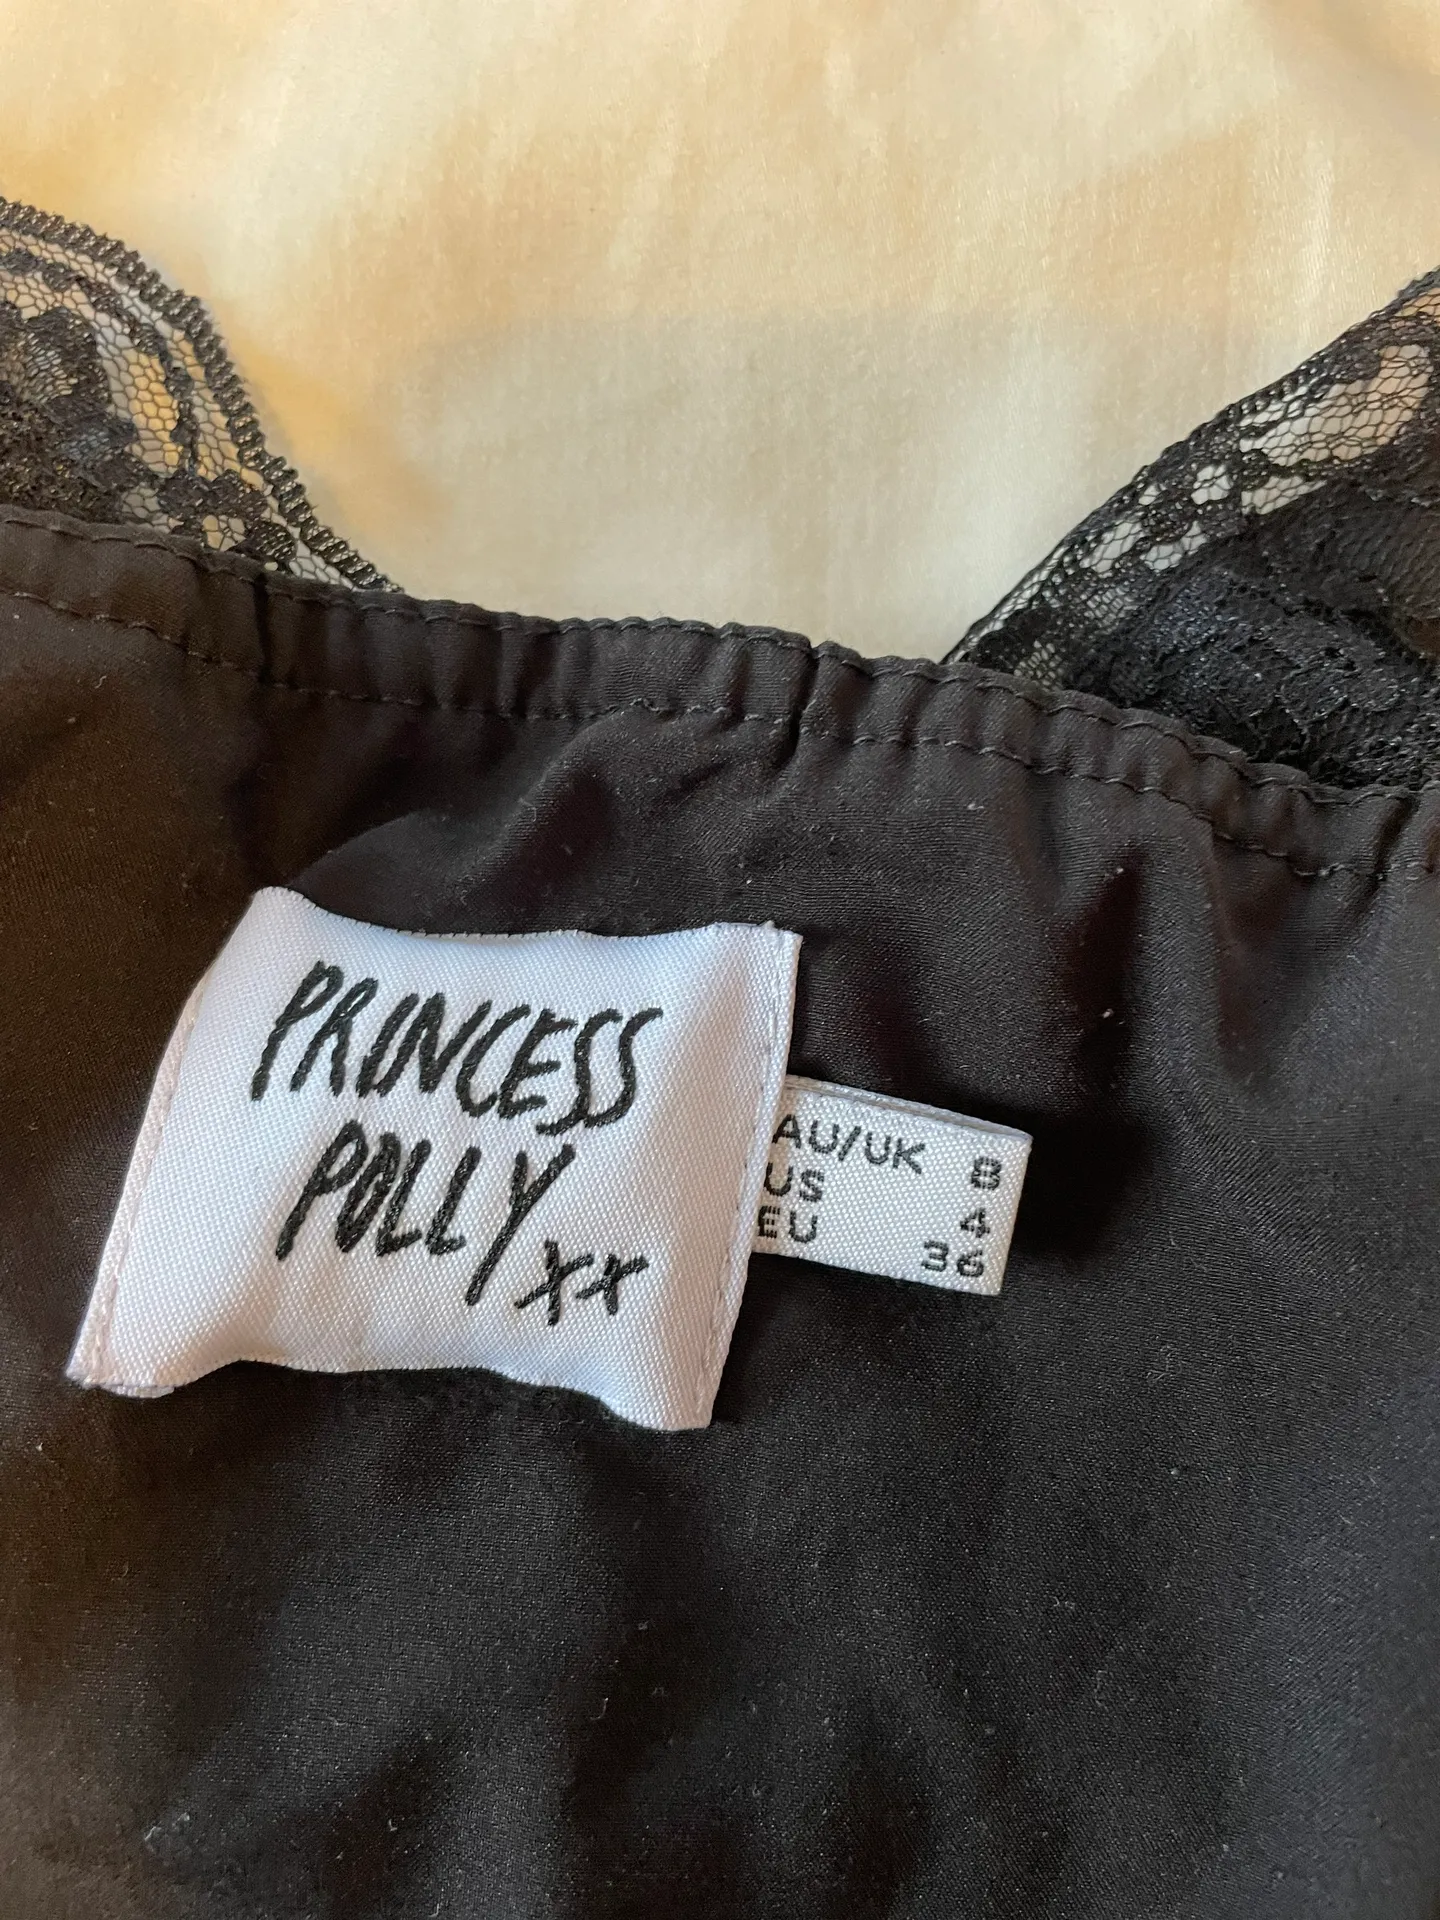 PRINCESS
POLLY xx
AU/UK 8
US 4
EU 36